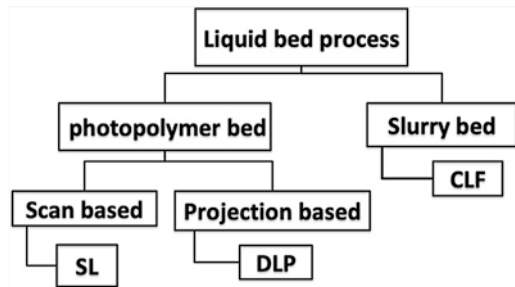 Liquid bed process
photopolymer bed
Slurry bed
CLF
Scan based
Projection based
SL
DLP